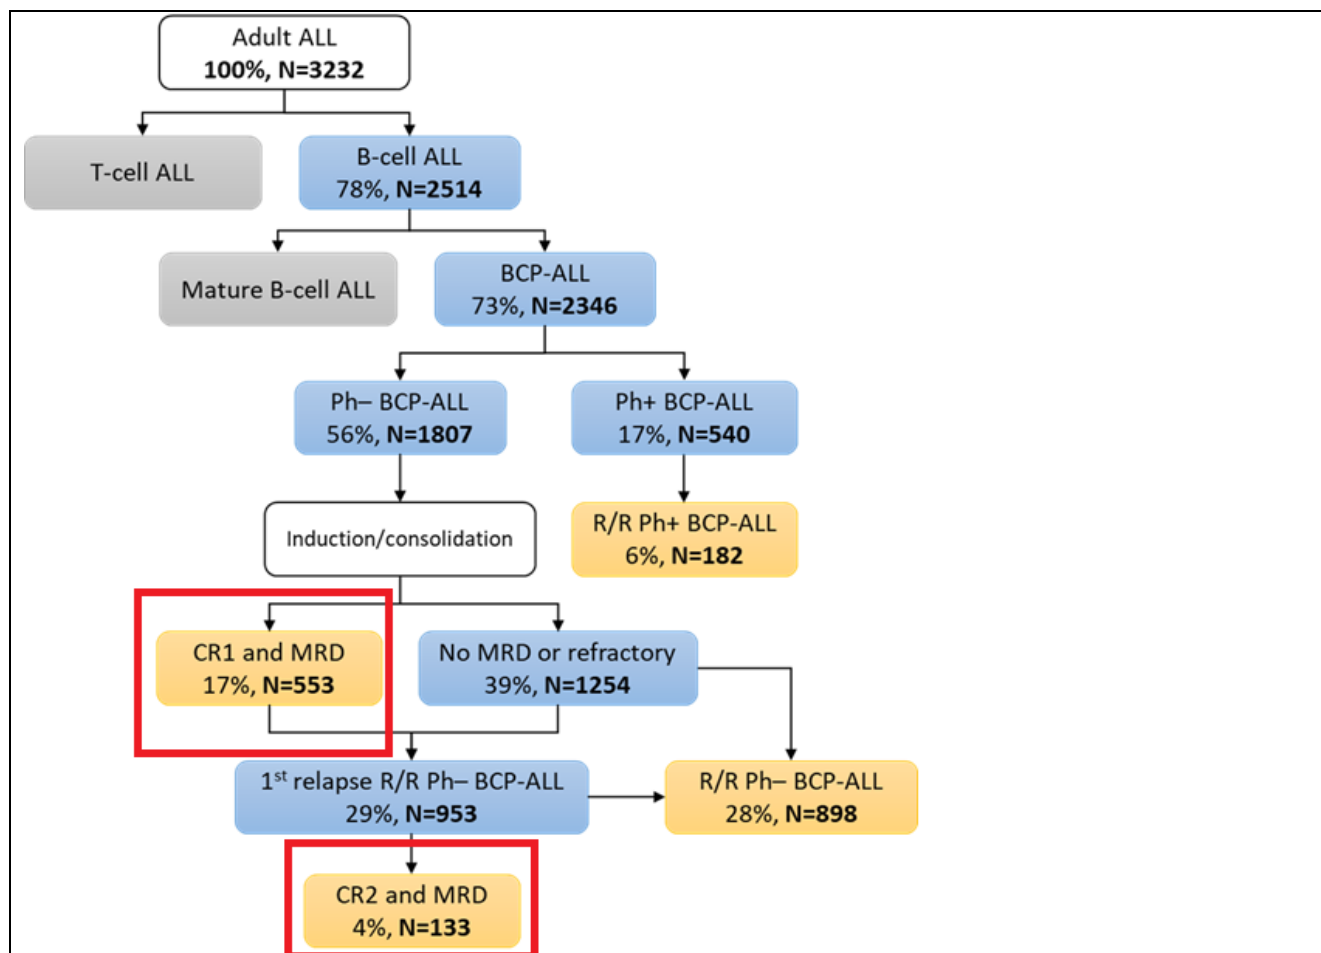 Adult ALL
100%, N=3232
T-cell ALL
B-cell ALL
78%, N=2514
Mature B-cell ALL
BCP-ALL
73%, N=2346
Ph– BCP-ALL
56%, N=1807
Ph+ BCP-ALL
17%, N=540
Induction/consolidation
R/R Ph+ BCP-ALL
6%, N=182
CR1 and MRD
17%, N=553
No MRD or refractory
39%, N=1254
1st relapse R/R Ph– BCP-ALL
29%, N=953
R/R Ph– BCP-ALL
28%, N=898
CR2 and MRD
4%, N=133